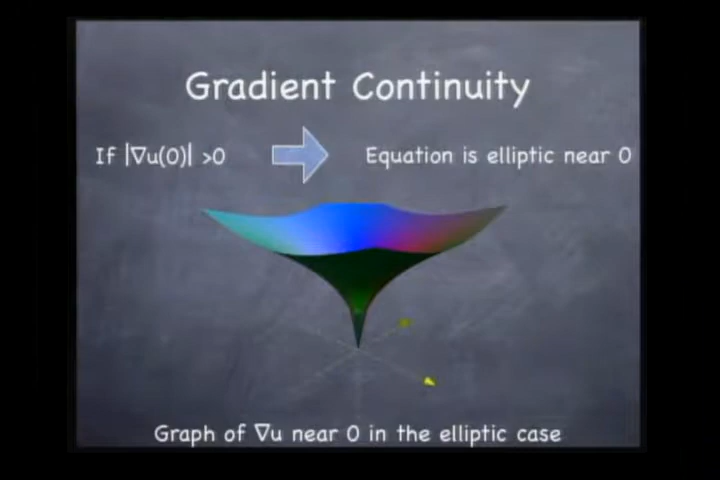 Gradient Continuity
If |∇u(0)| >0
Equation is elliptic near 0
Graph of ∇u near 0 in the elliptic case